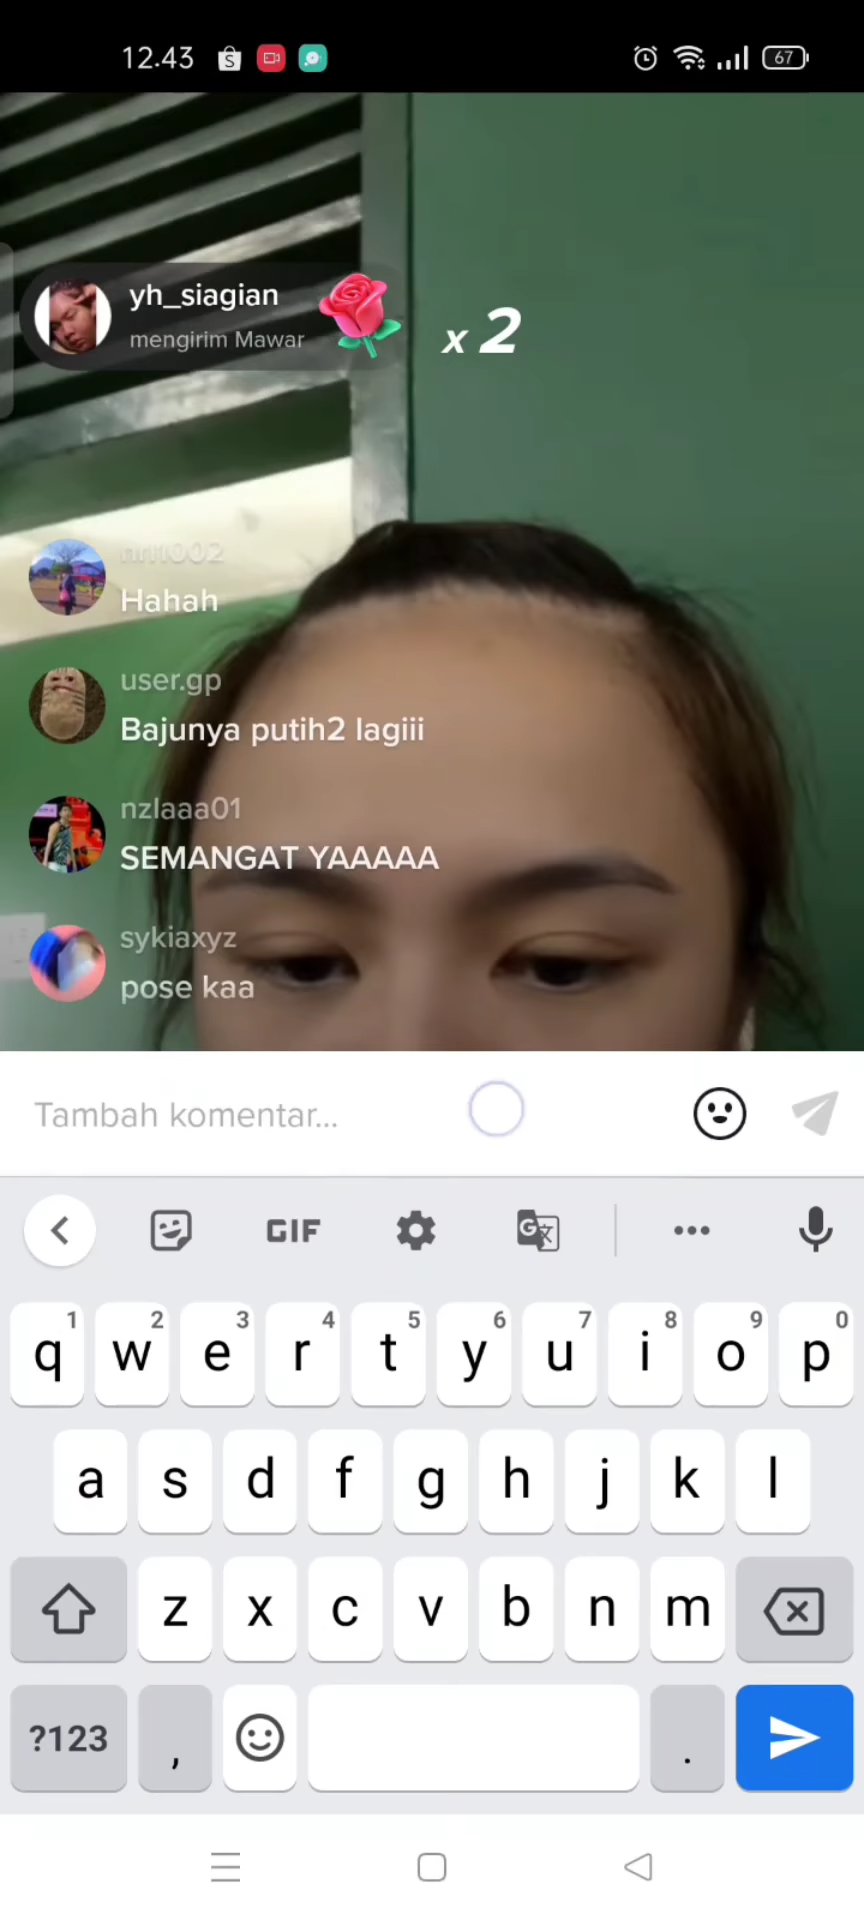 12.43
67
yh_siagian
mengirim Mawar
x 2
Hahah
user.gp
Bajunya putih2 lagiii
nzlaaa01
SEMANGAT YAAAAA
sykiaxyz
pose kaa
Tambah komentar...
GIF
1 2 3 4 5 6 7 8 9 0
q w e r t y u i o p
a s d f g h j k l
z x c v b n m
?123 , .